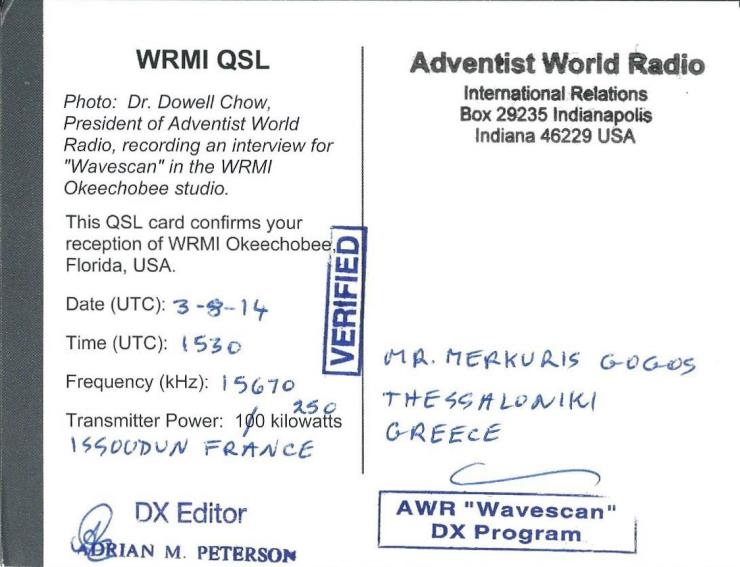 WRMI QSL
Photo: Dr. Dowell Chow,
President of Adventist World
Radio, recording an interview for
"Wavescan" in the WRMI
Okeechobee studio.
This QSL card confirms your
reception of WRMI Okeechobee,
Florida, USA.
Date (UTC): 3-8-14
Time (UTC): 1530
Frequency (kHz): 15670
250
Transmitter Power: 100 kilowatts
ISSOUDUN FRANCE
DX Editor
ADRIAN M. PETERSON
VERIFIED
Adventist World Radio
International Relations
Box 29235 Indianapolis
Indiana 46229 USA
MR. MERKURIS GOGOS
THESSALONIKI
GREECE
AWR "Wavescan"
DX Program